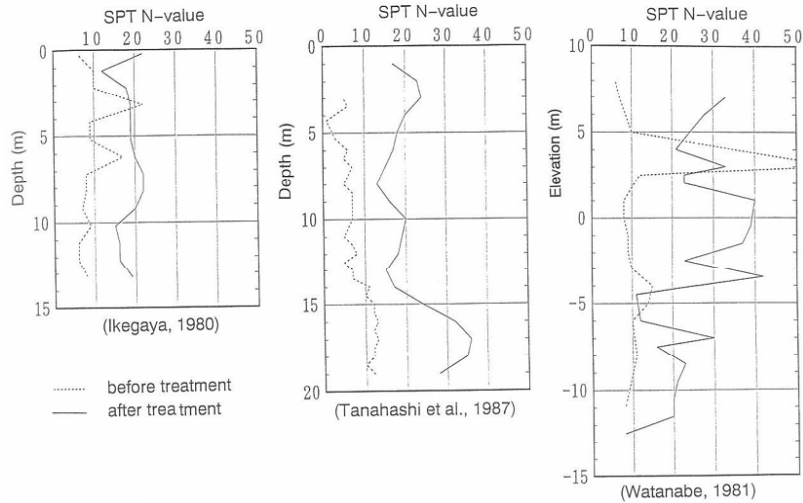 SPT N-value
0 10 20 30 40 50
0
5
10
15
Depth (m)
(Ikegaya, 1980)
before treatment
after treatment
SPT N-value
0 10 20 30 40 50
0
5
10
15
20
Depth (m)
(Tanahashi et al., 1987)
SPT N-value
0 10 20 30 40 50
10
5
0
-5
-10
-15
Elevation (m)
(Watanabe, 1981)